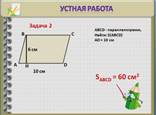 УСТНАЯ РАБОТА
Задача 2
ABCD - параллелограмм,
Найти: S(ABCD)
AD = 10 см
B
C
6 см
A
H
D
10 см
S_ABCD = 60 см²